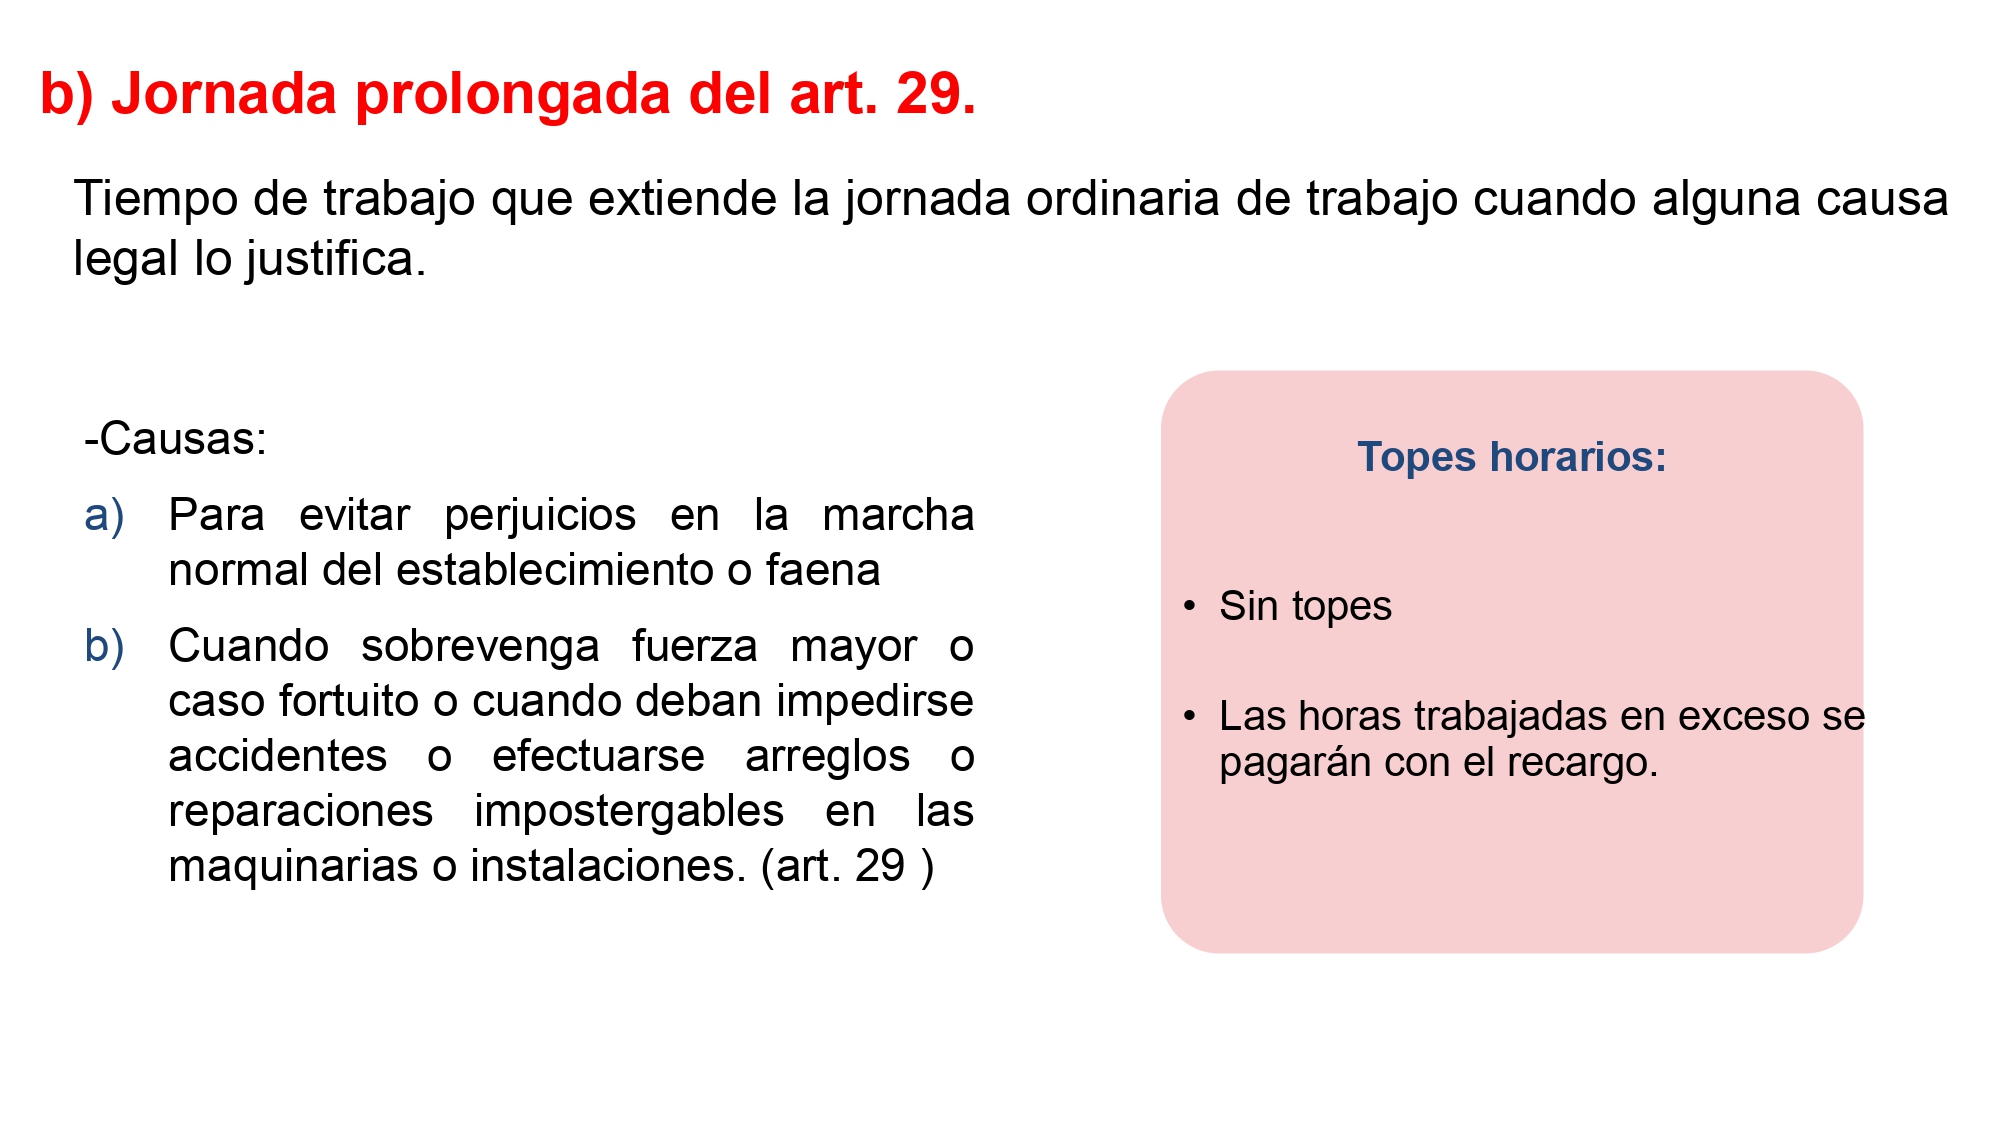 b) Jornada prolongada del art. 29.
Tiempo de trabajo que extiende la jornada ordinaria de trabajo cuando alguna causa
legal lo justifica.
-Causas:
a) Para evitar perjuicios en la marcha
normal del establecimiento o faena
b) Cuando sobrevenga fuerza mayor o
caso fortuito o cuando deban impedirse
accidentes o efectuarse arreglos o
reparaciones impostergables en las
maquinarias o instalaciones. (art. 29 )
Topes horarios:
• Sin topes
• Las horas trabajadas en exceso se
pagarán con el recargo.